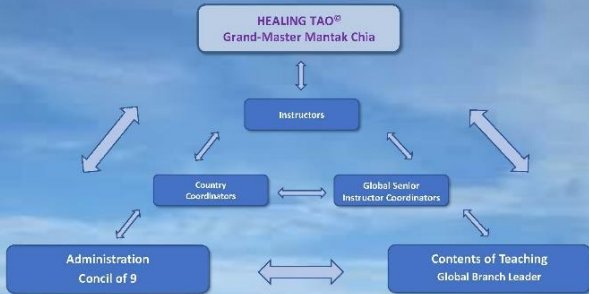 HEALING TAO©
Grand-Master Mantak Chia
Instructors
Country
Coordinators
Global Senior
Instructor Coordinators
Administration
Concil of 9
Contents of Teaching
Global Branch Leader